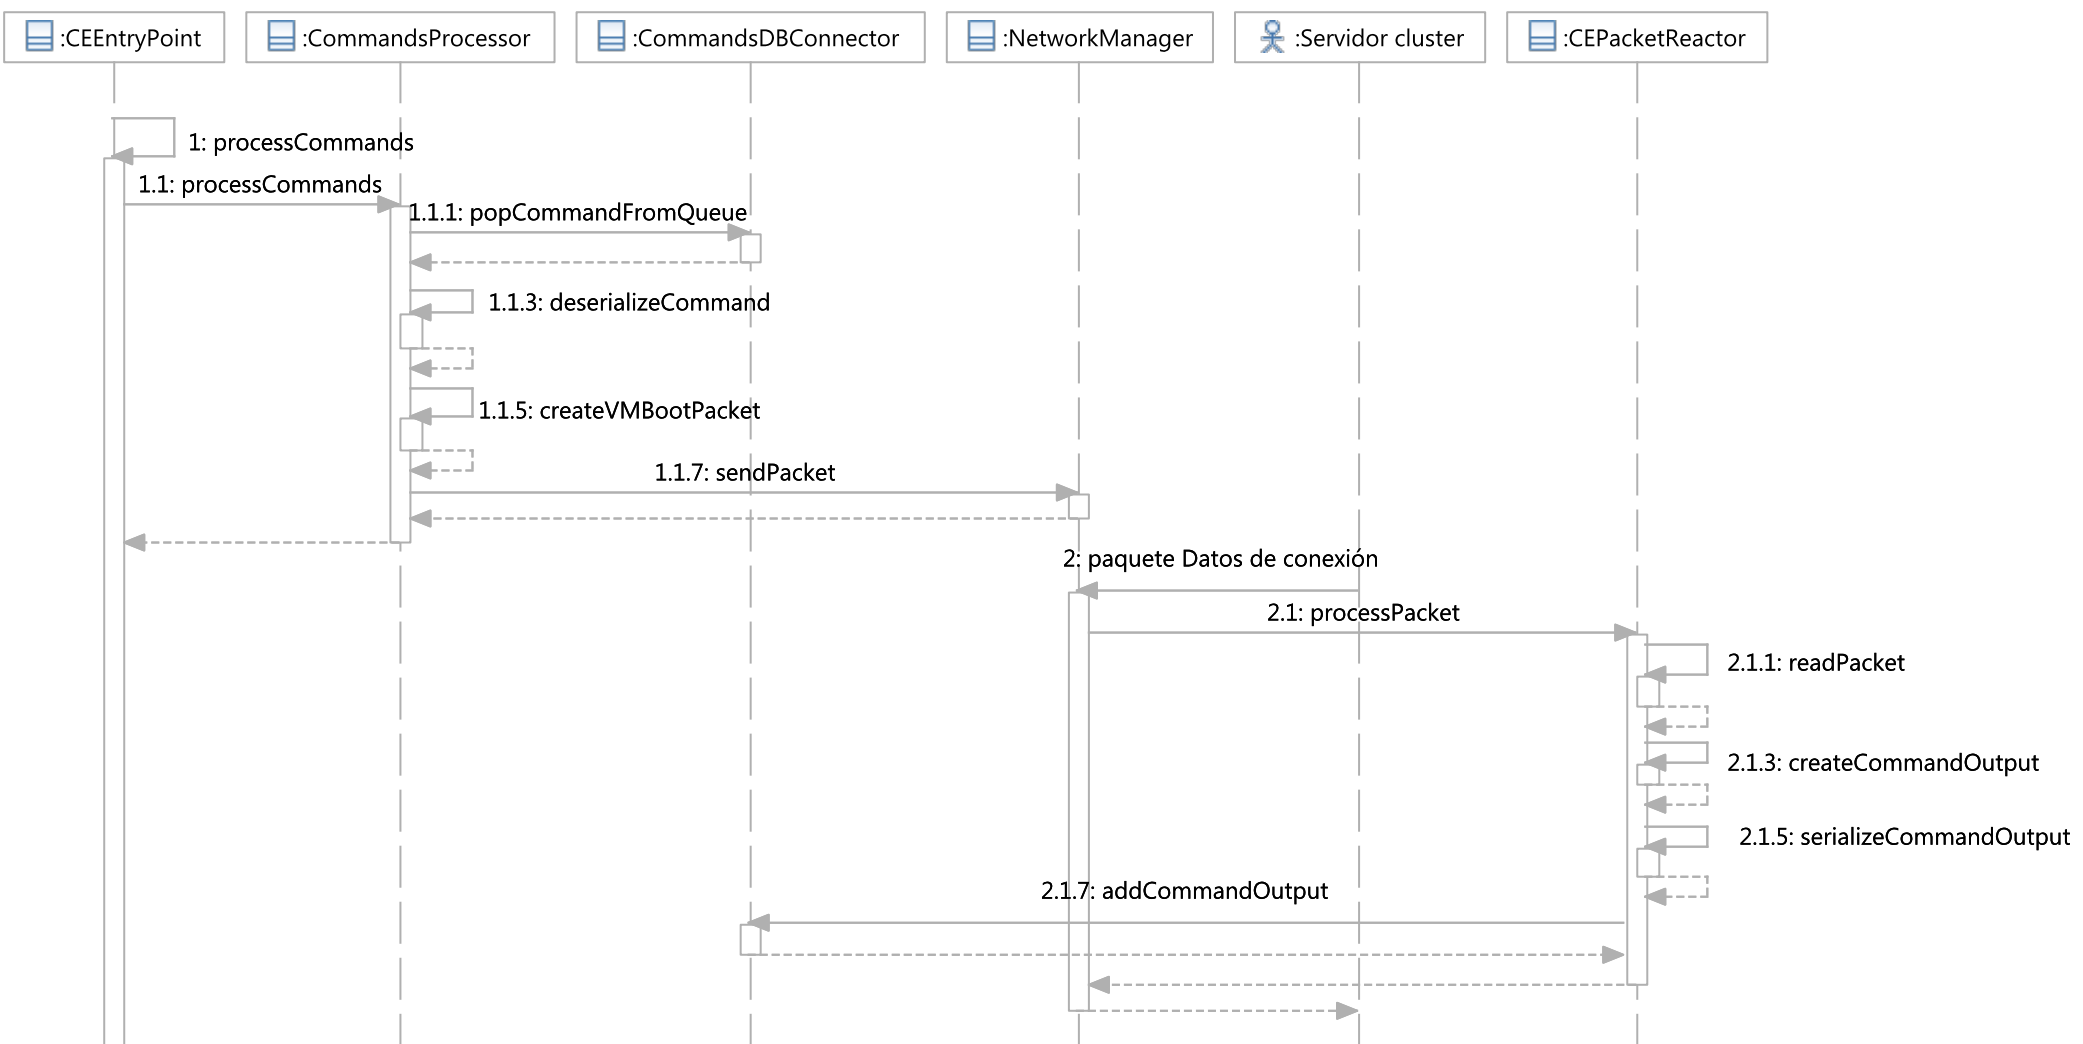 :CEEntryPoint
:CommandsProcessor
:CommandsDBConnector
:NetworkManager
:Servidor cluster
:CEPacketReactor
1: processCommands
1.1: processCommands
1.1.1: popCommandFromQueue
1.1.3: deserializeCommand
1.1.5: createVMBootPacket
1.1.7: sendPacket
2: paquete Datos de conexión
2.1: processPacket
2.1.1: readPacket
2.1.3: createCommandOutput
2.1.5: serializeCommandOutput
2.1.7: addCommandOutput